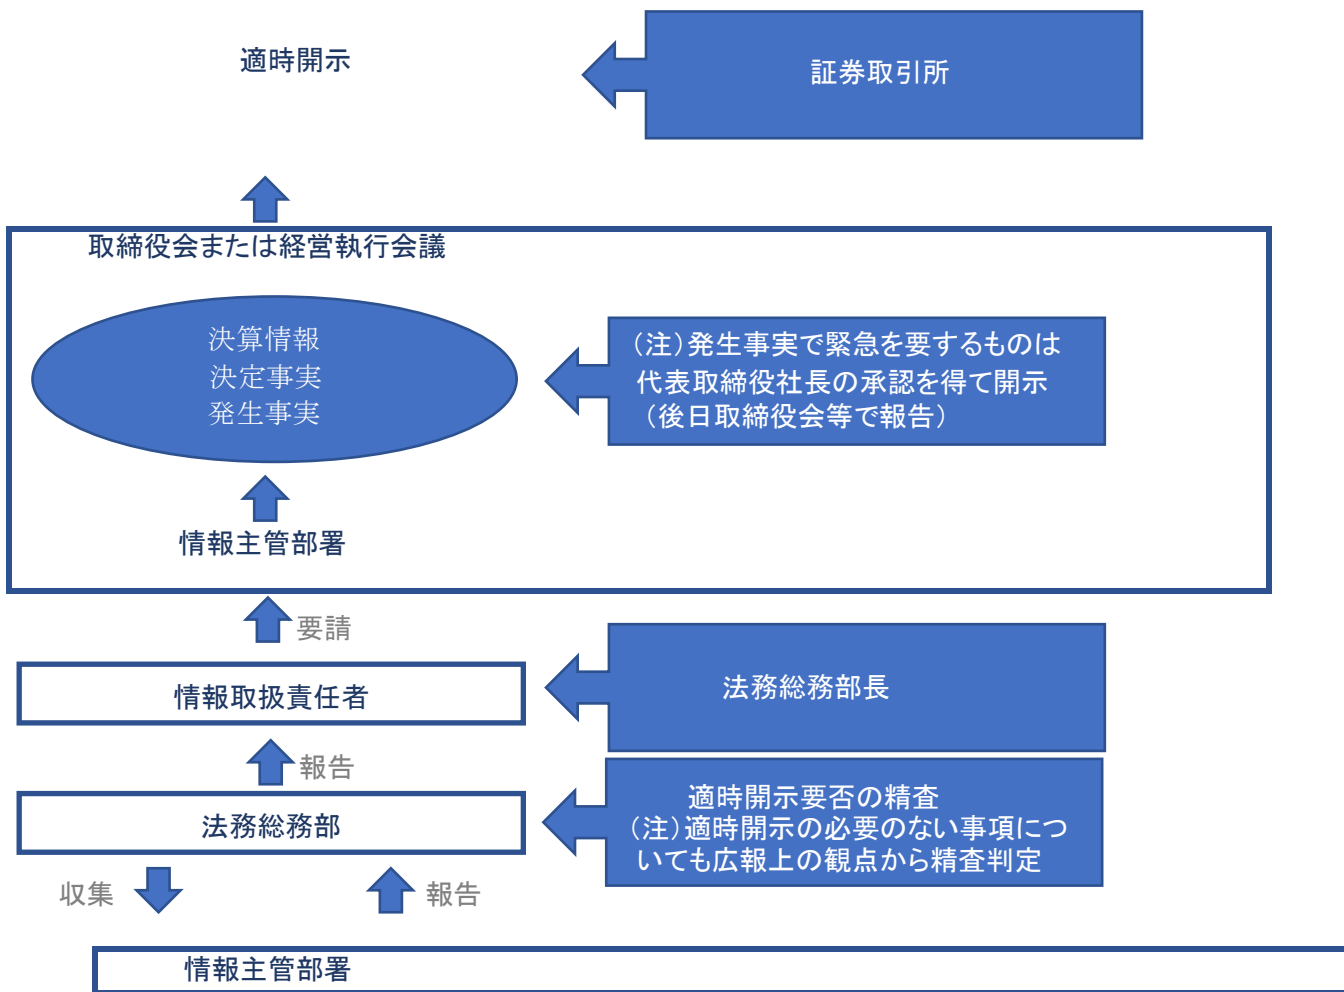 適時開示
証券取引所
取締役会または経営執行会議
決算情報
決定事実
発生事実
（注）発生事実で緊急を要するものは
代表取締役社長の承認を得て開示
（後日取締役会等で報告）
情報主管部署
要請
情報取扱責任者
法務総務部長
報告
法務総務部
適時開示要否の精査
（注）適時開示の必要のない事項につ
いても広報上の観点から精査判定
収集
報告
情報主管部署